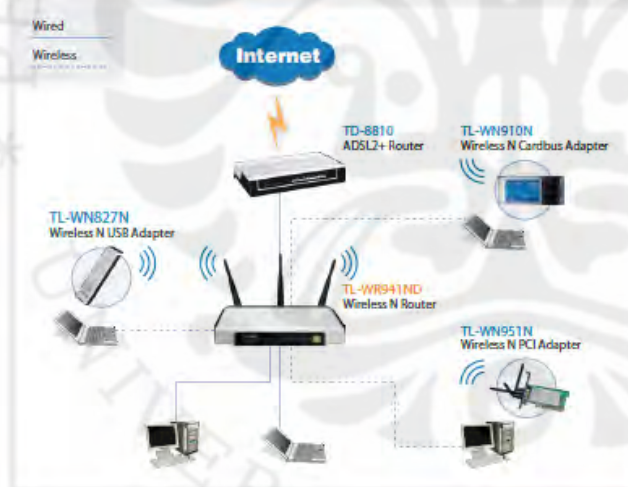 Wired
Wireless
Internet
TD-8810
ADSL2+ Router
TL-WN910N
Wireless N Cardbus Adapter
TL-WN827N
Wireless N USB Adapter
TL-WR941ND
Wireless N Router
TL-WN951N
Wireless N PCI Adapter